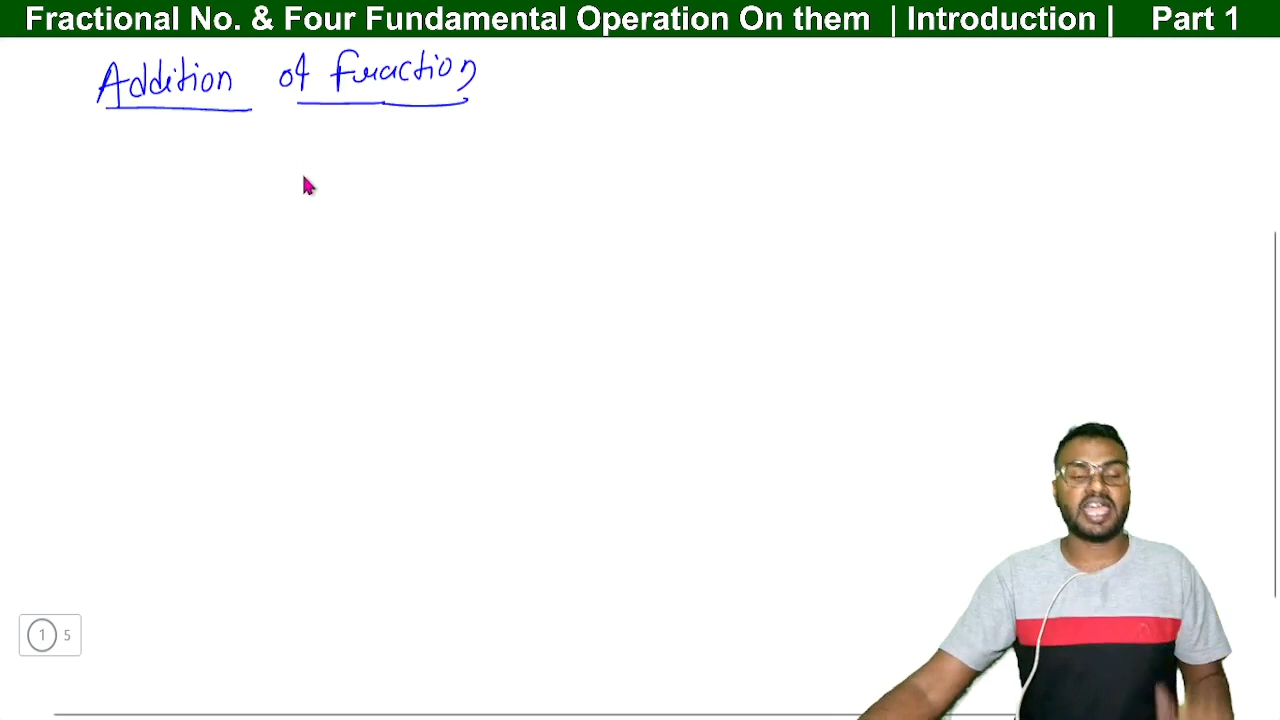 Fractional No. & Four Fundamental Operation On them | Introduction | Part 1
Addition of fraction
1 5